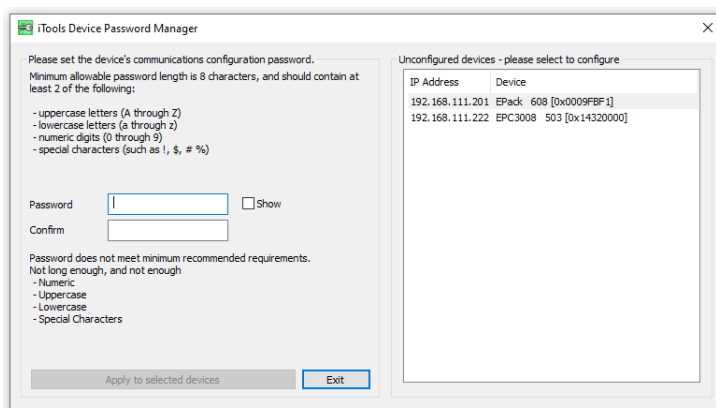 iTools Device Password Manager
Please set the device's communications configuration password.
Minimum allowable password length is 8 characters, and should contain at
least 2 of the following:
- uppercase letters (A through Z)
- lowercase letters (a through z)
- numeric digits (0 through 9)
- special characters (such as !, $, # %)
Password
Show
Confirm
Password does not meet minimum recommended requirements.
Not long enough, and not enough
- Numeric
- Uppercase
- Lowercase
- Special Characters
Apply to selected devices
Exit
Unconfigured devices - please select to configure
IP Address Device
192.168.111.201 EPack 608 [0x0009FBF1]
192.168.111.222 EPC3008 503 [0x14320000]